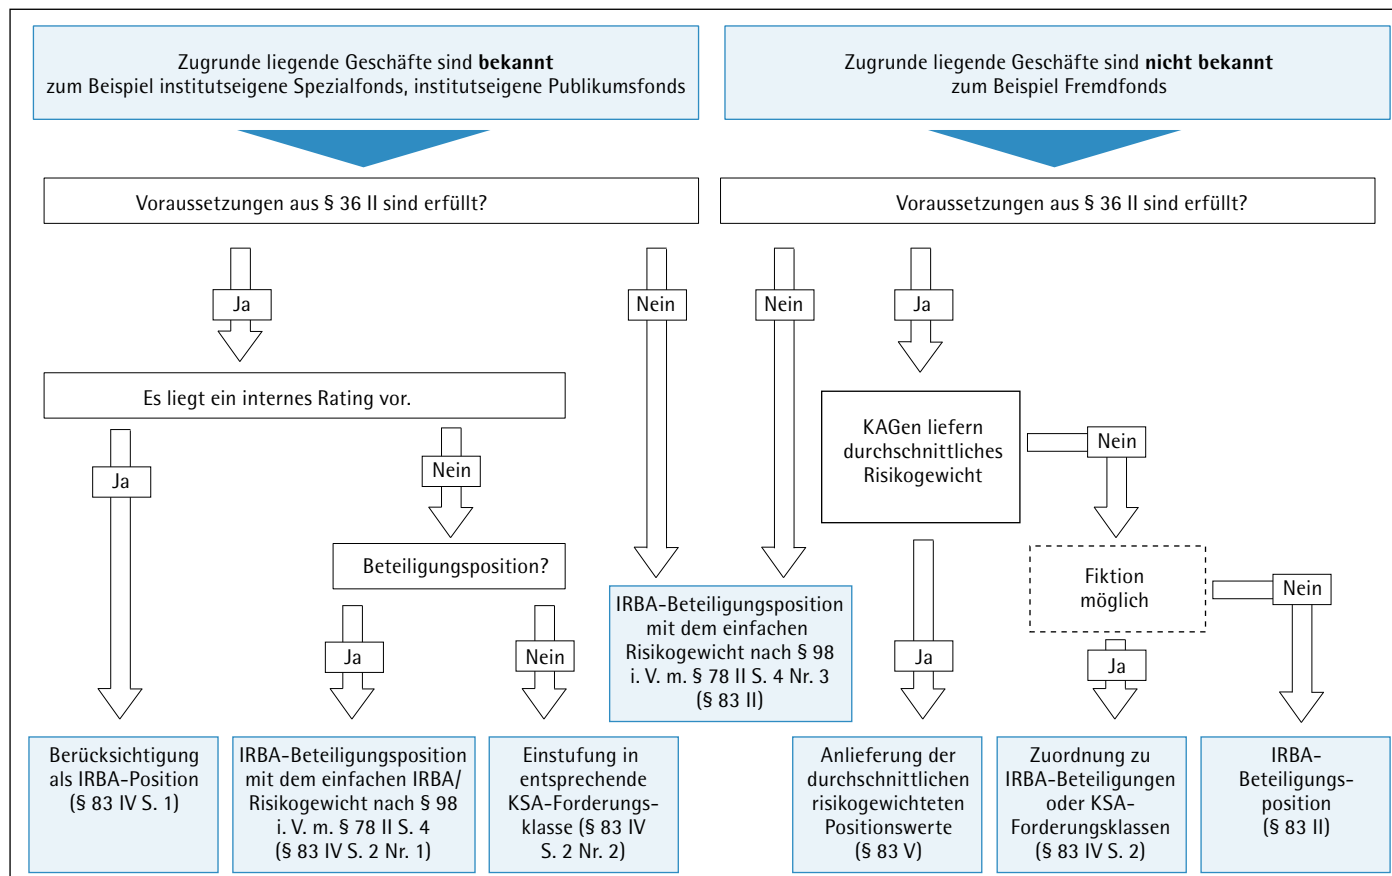 Zugrunde liegende Geschäfte sind bekannt
zum Beispiel institutseigene Spezialfonds, institutseigene Publikumsfonds
Zugrunde liegende Geschäfte sind nicht bekannt
zum Beispiel Fremdfonds
Voraussetzungen aus § 36 II sind erfüllt?
Voraussetzungen aus § 36 II sind erfüllt?
Ja
Nein
Nein
Ja
Es liegt ein internes Rating vor.
KAGen liefern
durchschnittliches
Risikogewicht
Nein
Ja
Nein
Beteiligungsposition?
Fiktion
möglich
Nein
IRBA-Beteiligungsposition
mit dem einfachen
Risikogewicht nach § 98
i. V. m. § 78 II S. 4 Nr. 3
(§ 83 II)
Ja
Nein
Ja
Ja
Berücksichtigung
als IRBA-Position
(§ 83 IV S. 1)
IRBA-Beteiligungsposition
mit dem einfachen IRBA/
Risikogewicht nach § 98
i. V. m. § 78 II S. 4
(§ 83 IV S. 2 Nr. 1)
Einstufung in
entsprechende
KSA-Forderungs-
klasse (§ 83 IV
S. 2 Nr. 2)
Anlieferung der
durchschnittlichen
risikogewichteten
Positionswerte
(§ 83 V)
Zuordnung zu
IRBA-Beteiligungen
oder KSA-
Forderungsklassen
(§ 83 IV S. 2)
IRBA-
Beteiligungs-
position
(§ 83 II)